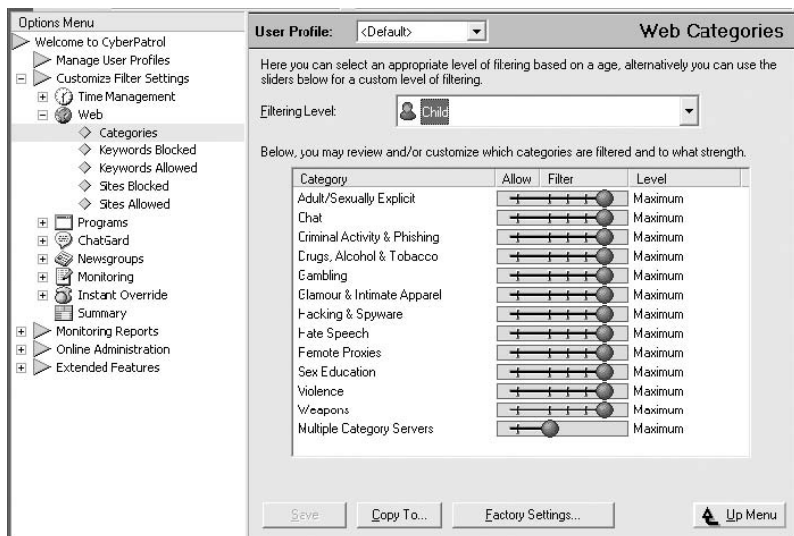 Options Menu
Welcome to CyberPatrol
Manage User Profiles
Customize Filter Settings
Time Management
Web
Categories
Keywords Blocked
Keywords Allowed
Sites Blocked
Sites Allowed
Programs
ChatGard
Newsgroups
Monitoring
Instant Override
Summary
Monitoring Reports
Online Administration
Extended Features
User Profile: <Default> Web Categories
Here you can select an appropriate level of filtering based on a age, alternatively you can use the
sliders below for a custom level of filtering.
Filtering Level: Child
Below, you may review and/or customize which categories are filtered and to what strength.
Category Allow Filter Level
Adult/Sexually Explicit Maximum
Chat Maximum
Criminal Activity & Phishing Maximum
Drugs, Alcohol & Tobacco Maximum
Gambling Maximum
Glamour & Intimate Apparel Maximum
Hacking & Spyware Maximum
Hate Speech Maximum
Remote Proxies Maximum
Sex Education Maximum
Violence Maximum
Weapons Maximum
Multiple Category Servers Maximum
Save Copy To... Factory Settings... Up Menu